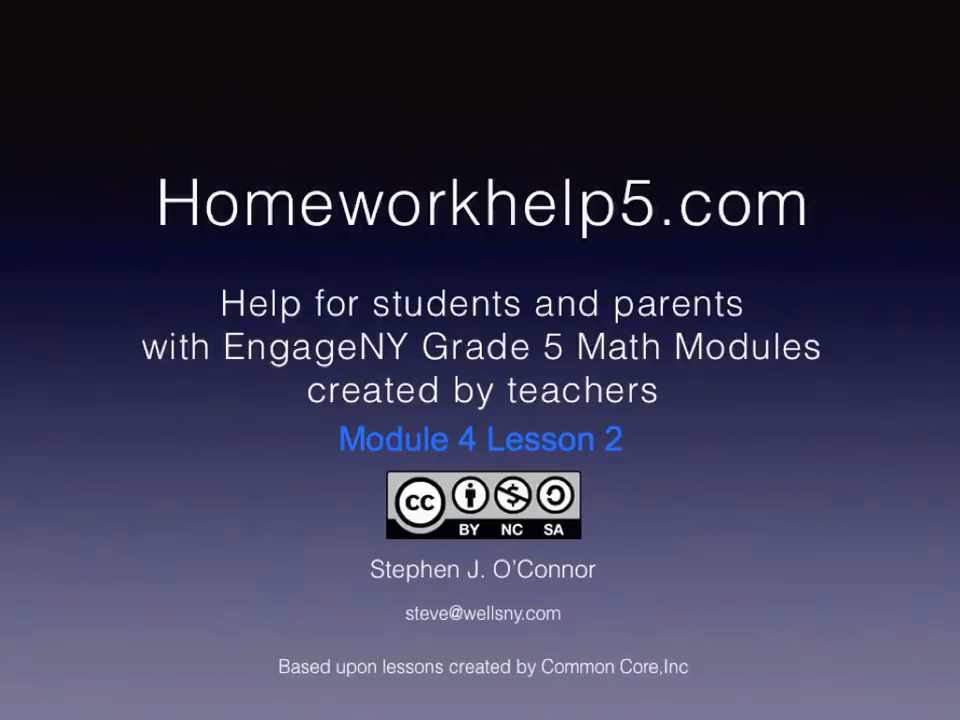 Homeworkhelp5.com
Help for students and parents
with EngageNY Grade 5 Math Modules
created by teachers
Module 4 Lesson 2
cc
BY NC SA
Stephen J. O'Connor
steve@wellsny.com
Based upon lessons created by Common Core,Inc